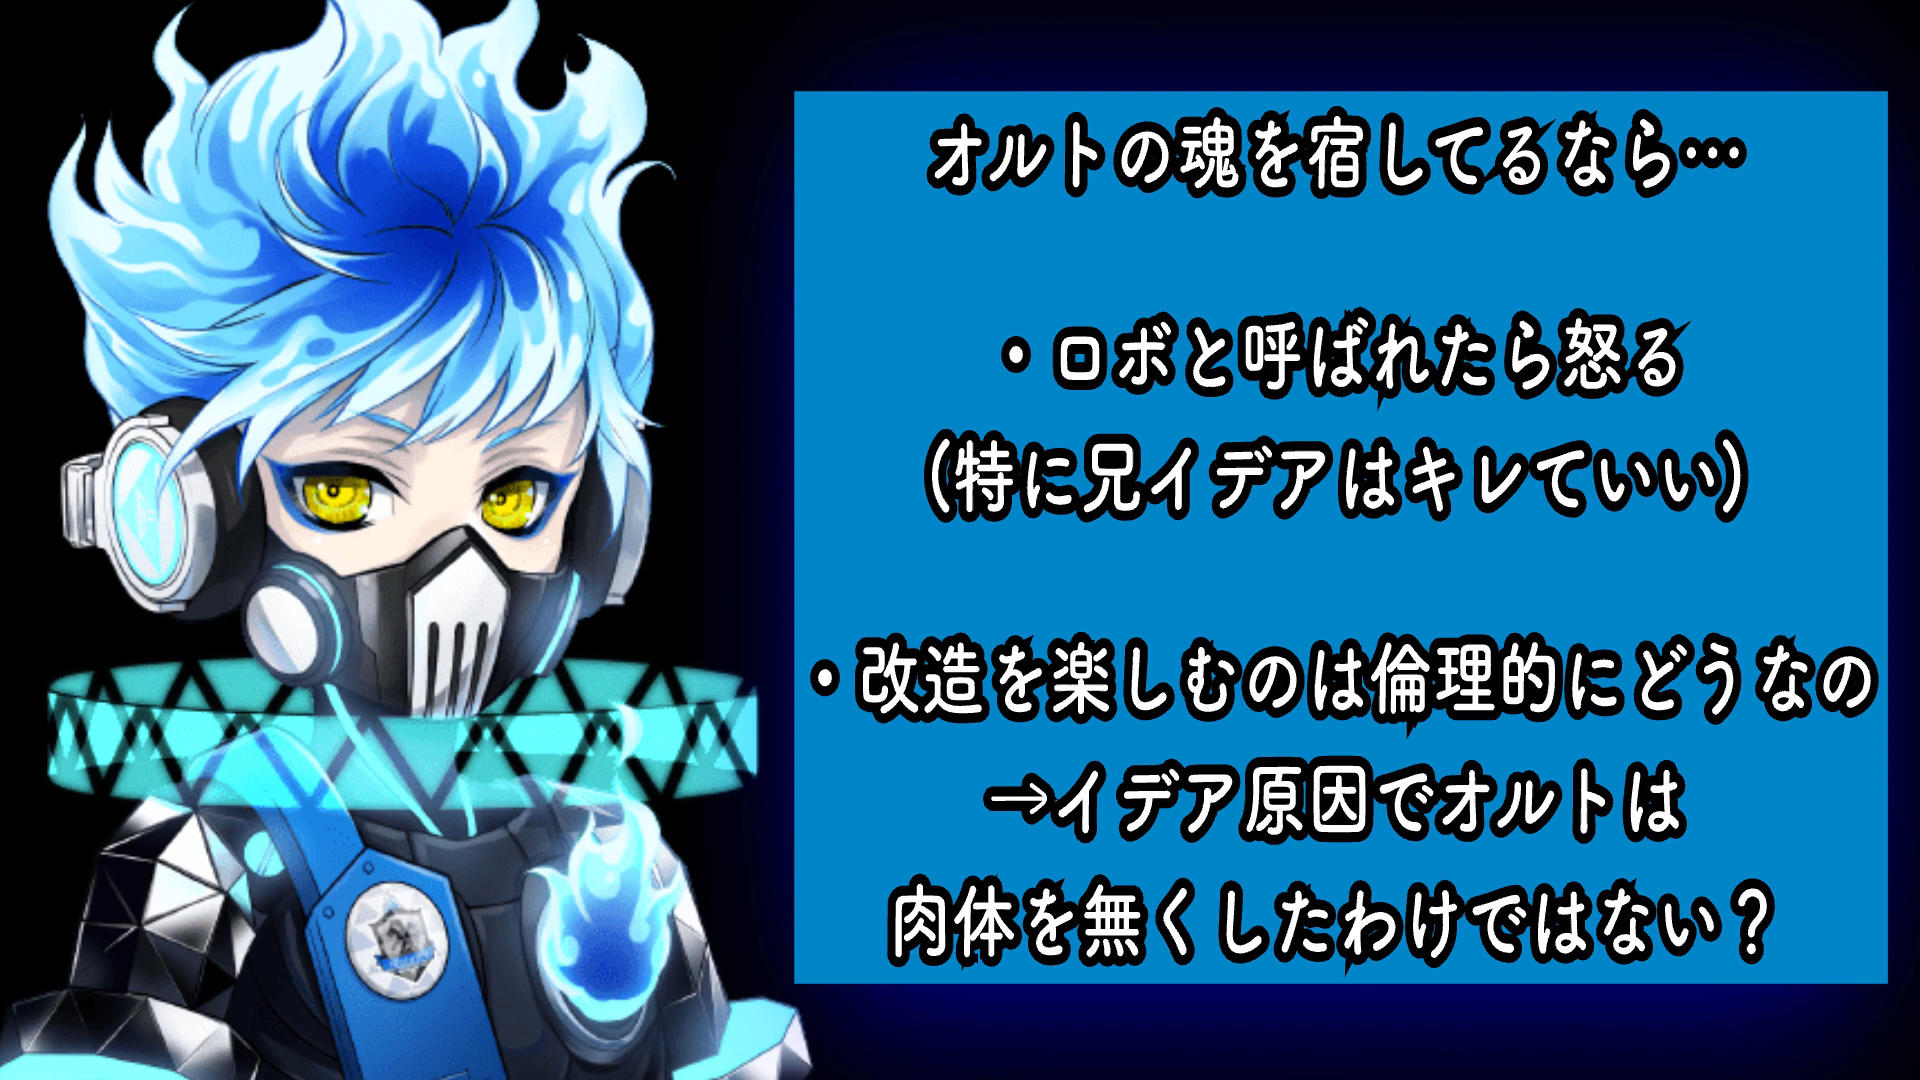 オルトの魂を宿してるなら…
・ロボと呼ばれたら怒る
(特に兄イデアはキレていい)
・改造を楽しむのは倫理的にどうなの
→イデア原因でオルトは
肉体を無くしたわけではない？